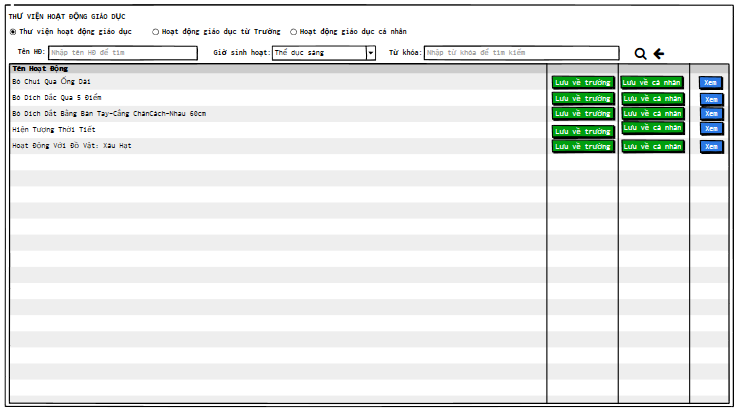 THƯ VIỆN HOẠT ĐỘNG GIÁO DỤC
Thư viện hoạt động giáo dục Hoạt động giáo dục từ Trường Hoạt động giáo dục cá nhân
Tên HĐ: Nhập tên HĐ để tìm Giờ sinh hoạt: Thể dục sáng Từ khóa: Nhập từ khóa để tìm kiếm
Tên Hoạt Động
Bò Chui Qua Ống Dài Lưu về trường Lưu về cá nhân Xem
Bò Dích Dắc Qua 5 Điểm Lưu về trường Lưu về cá nhân Xem
Bò Dích Dắt Bằng Bàn Tay-Cẳng ChânCách-Nhau 60cm Lưu về trường Lưu về cá nhân Xem
Hiện Tượng Thời Tiết Lưu về trường Lưu về cá nhân Xem
Hoạt Động Với Đồ Vật: Xâu Hạt Lưu về trường Lưu về cá nhân Xem